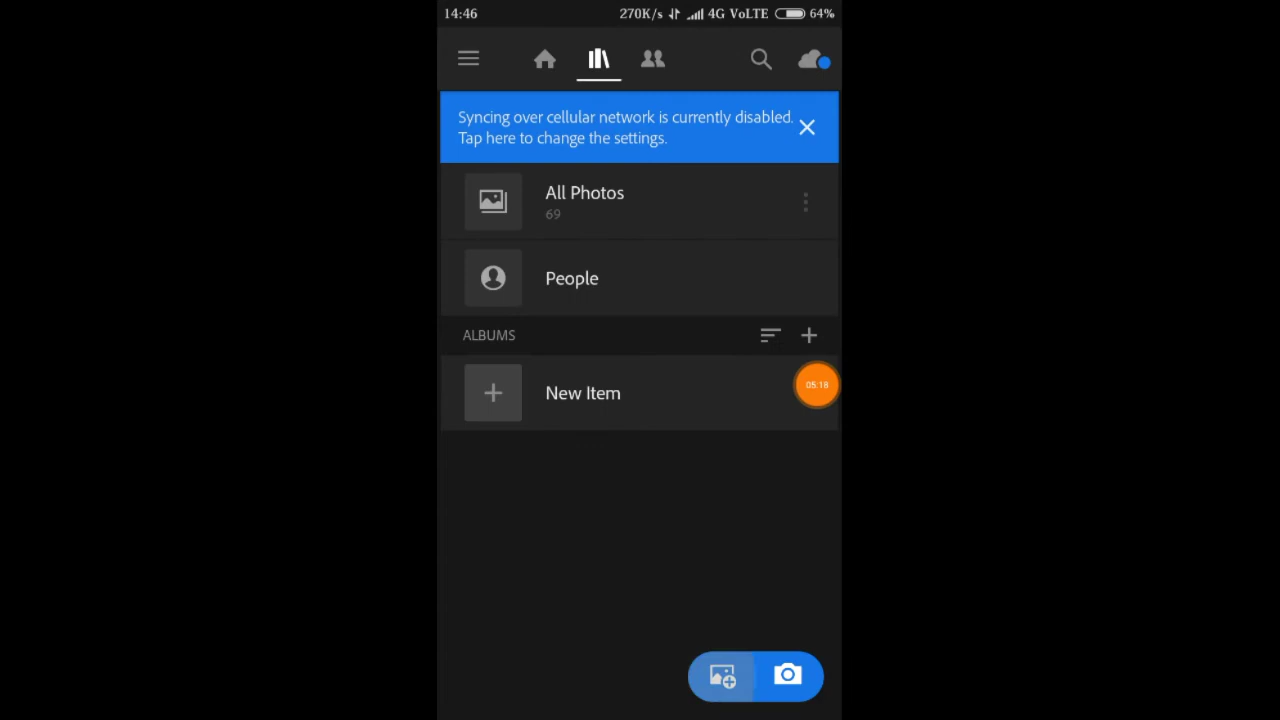 14:46 270K/s 4G VoLTE 64%
Syncing over cellular network is currently disabled.
Tap here to change the settings.
All Photos
69
People
ALBUMS
New Item
05:18